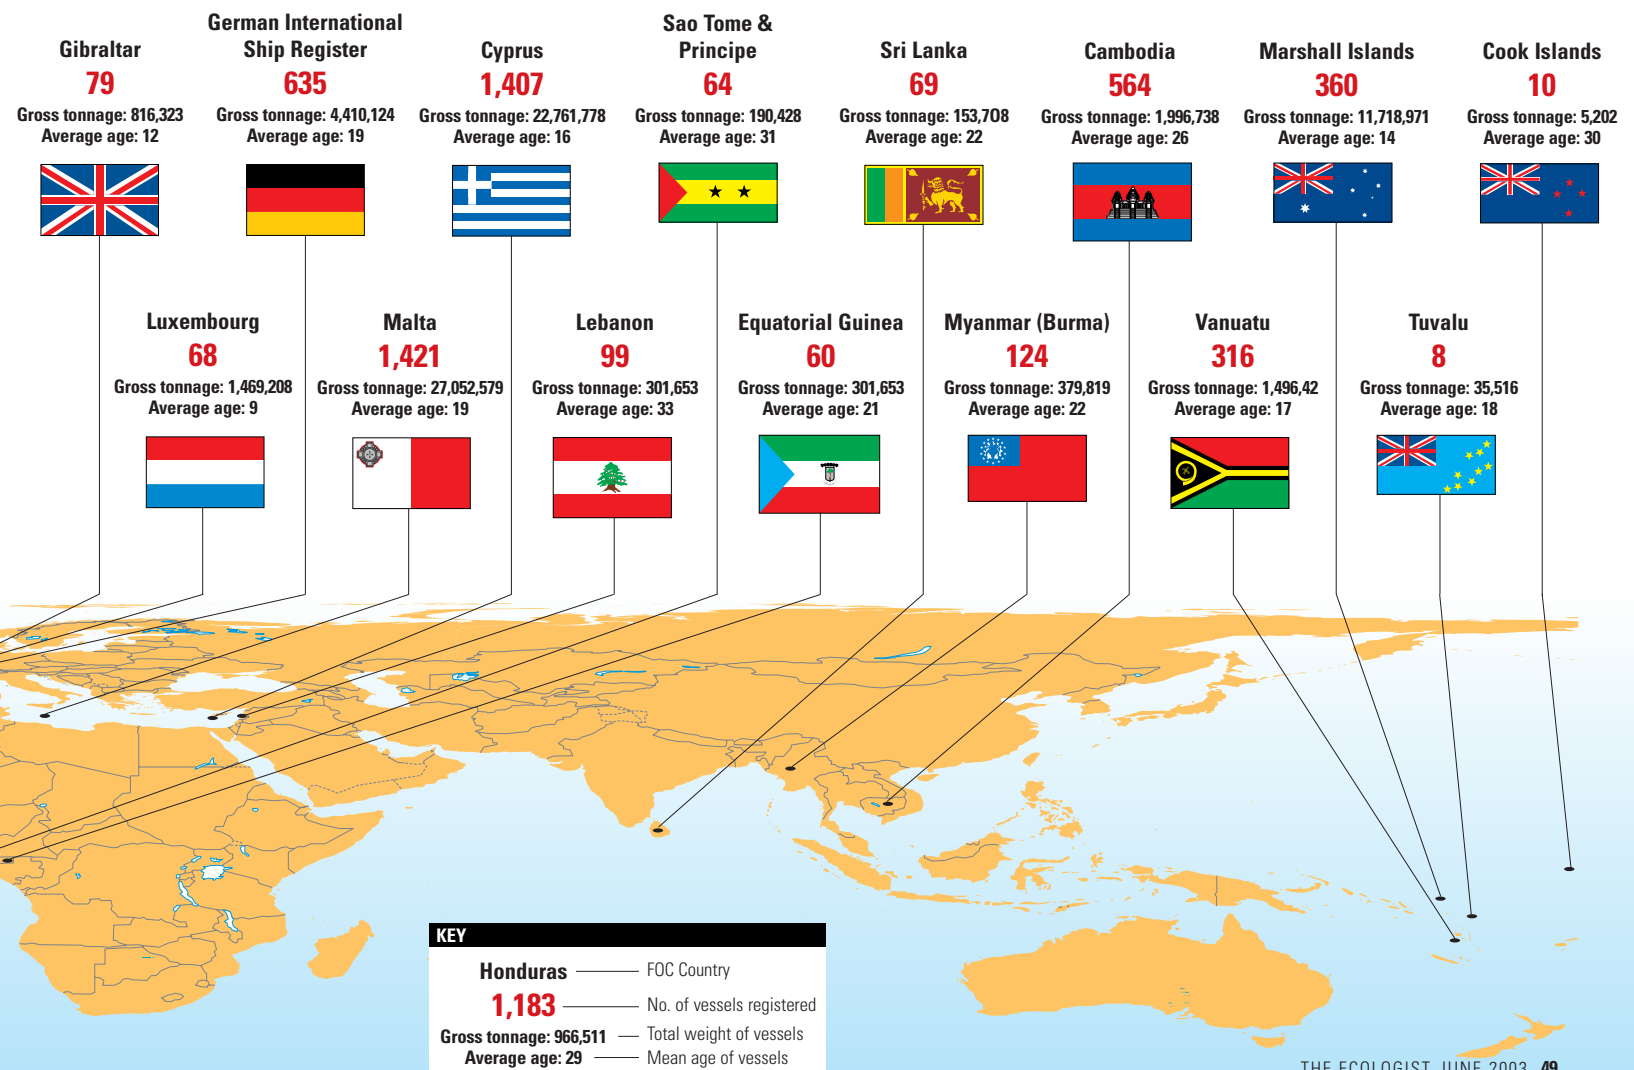 Gibraltar
79
Gross tonnage: 816,323
Average age: 12
German International
Ship Register
635
Gross tonnage: 4,410,124
Average age: 19
Cyprus
1,407
Gross tonnage: 22,761,778
Average age: 16
Sao Tome &
Principe
64
Gross tonnage: 190,428
Average age: 31
Sri Lanka
69
Gross tonnage: 153,708
Average age: 22
Cambodia
564
Gross tonnage: 1,996,738
Average age: 26
Marshall Islands
360
Gross tonnage: 11,718,971
Average age: 14
Cook Islands
10
Gross tonnage: 5,202
Average age: 30
Luxembourg
68
Gross tonnage: 1,469,208
Average age: 9
Malta
1,421
Gross tonnage: 27,052,579
Average age: 19
Lebanon
99
Gross tonnage: 301,653
Average age: 33
Equatorial Guinea
60
Gross tonnage: 301,653
Average age: 21
Myanmar (Burma)
124
Gross tonnage: 379,819
Average age: 22
Vanuatu
316
Gross tonnage: 1,496,42
Average age: 17
Tuvalu
8
Gross tonnage: 35,516
Average age: 18
KEY
Honduras FOC Country
1,183 No. of vessels registered
Gross tonnage: 966,511 Total weight of vessels
Average age: 29 Mean age of vessels
THE ECOLOGIST JUNE 2003 49